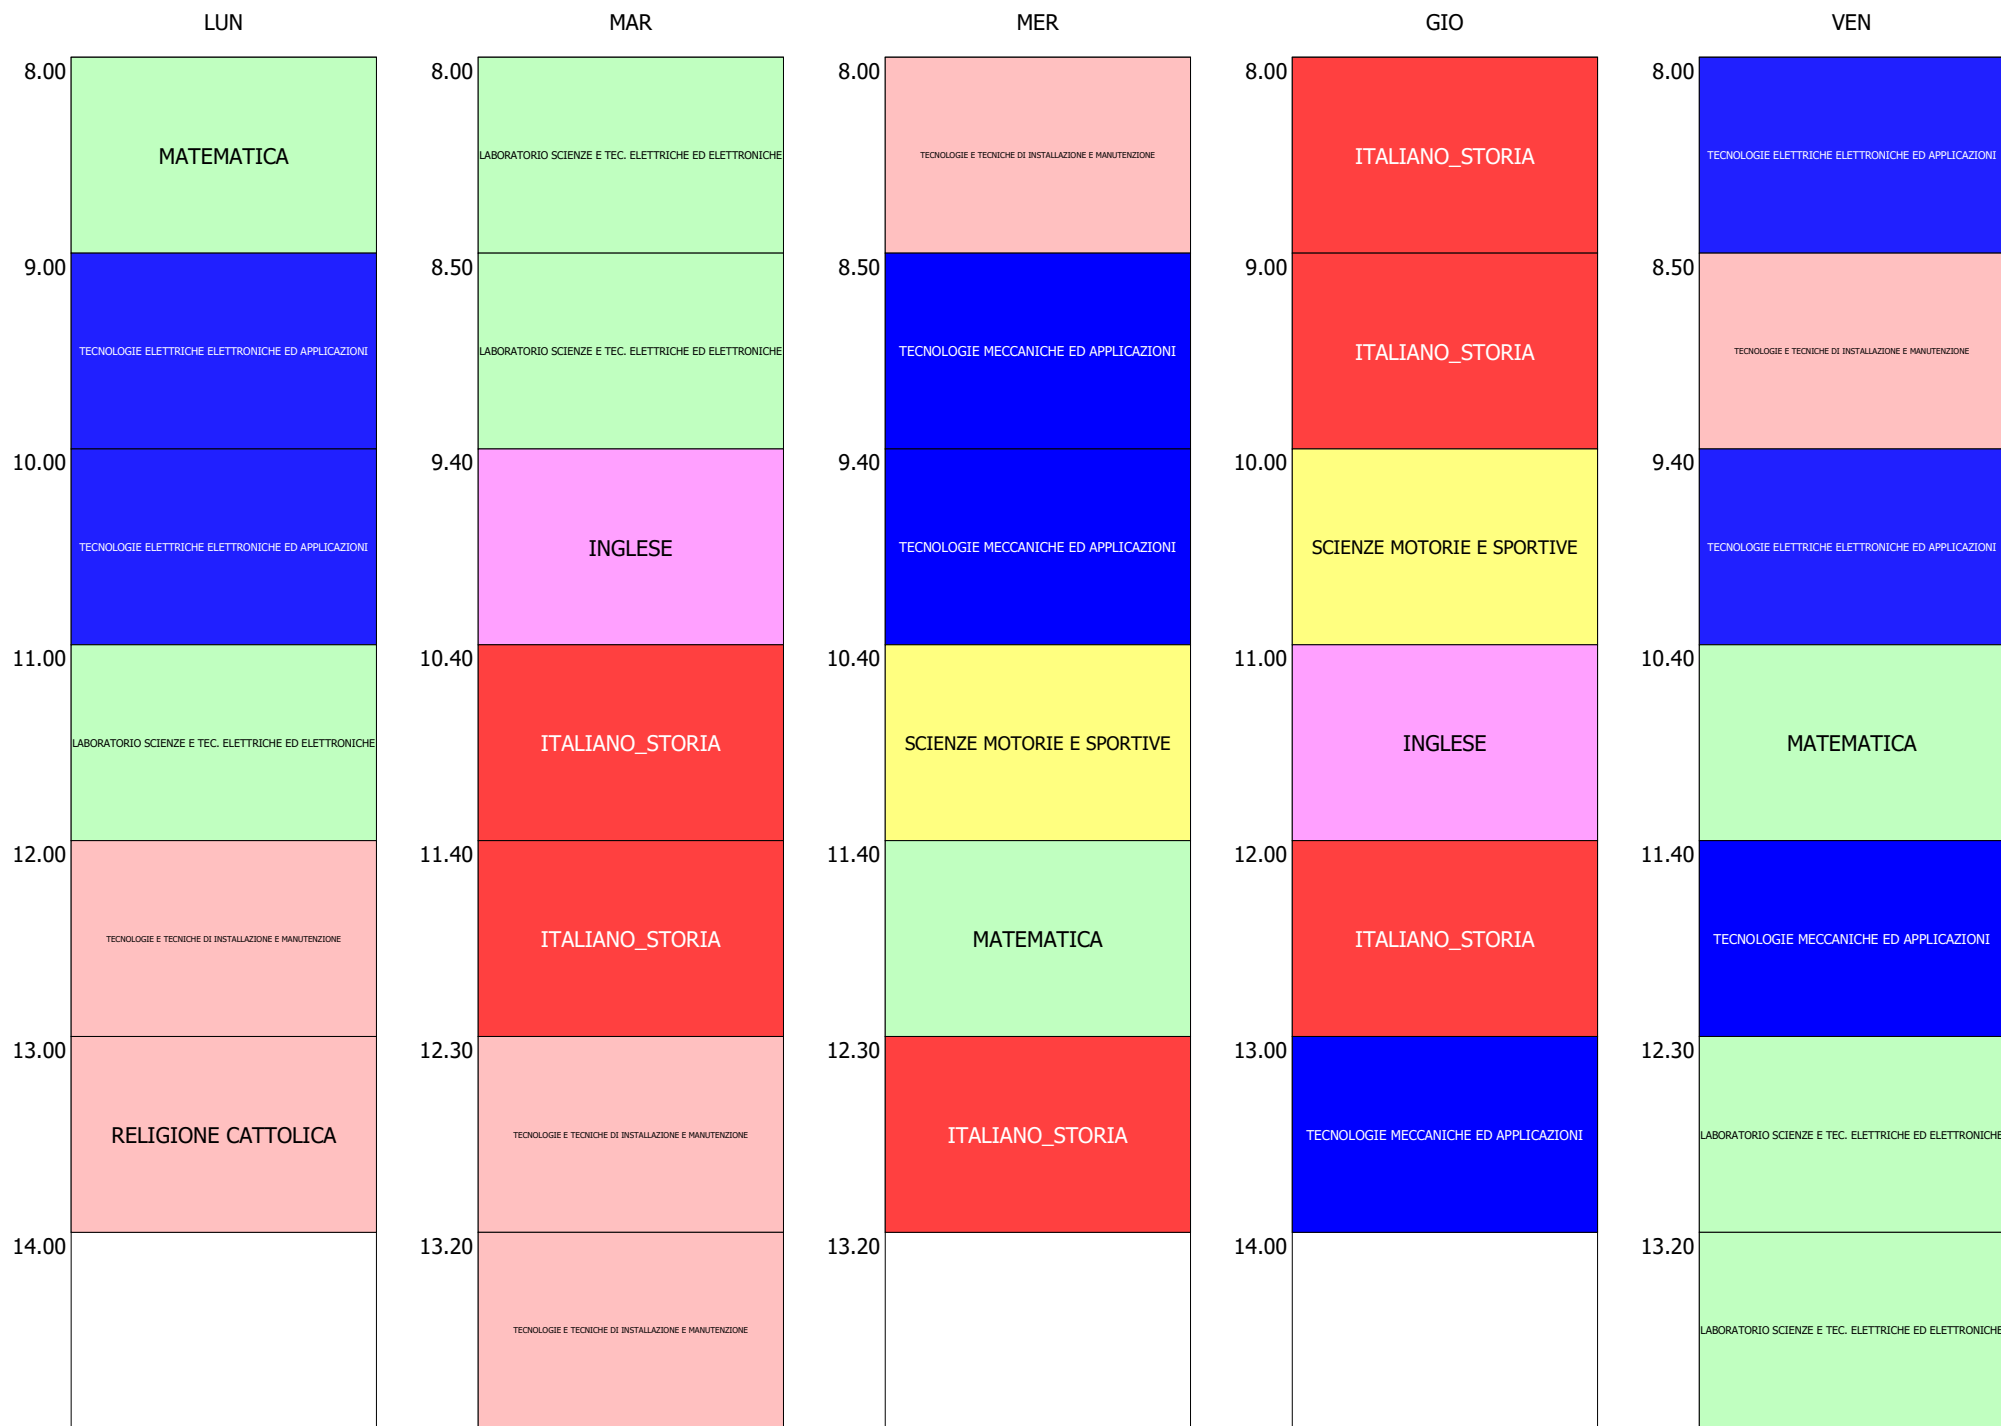 LUN MAR MER GIO VEN
8.00 8.00 8.00 8.00 8.00
MATEMATICA LABORATORIO SCIENZE E TEC. ELETTRICHE ED ELETTRONICHE TECNOLOGIE E TECNICHE DI INSTALLAZIONE E MANUTENZIONE ITALIANO_STORIA TECNOLOGIE ELETTRICHE ELETTRONICHE ED APPLICAZIONI
9.00 8.50 8.50 9.00 8.50
TECNOLOGIE ELETTRICHE ELETTRONICHE ED APPLICAZIONI LABORATORIO SCIENZE E TEC. ELETTRICHE ED ELETTRONICHE TECNOLOGIE MECCANICHE ED APPLICAZIONI ITALIANO_STORIA TECNOLOGIE E TECNICHE DI INSTALLAZIONE E MANUTENZIONE
10.00 9.40 9.40 10.00 9.40
TECNOLOGIE ELETTRICHE ELETTRONICHE ED APPLICAZIONI INGLESE TECNOLOGIE MECCANICHE ED APPLICAZIONI SCIENZE MOTORIE E SPORTIVE TECNOLOGIE ELETTRICHE ELETTRONICHE ED APPLICAZIONI
11.00 10.40 10.40 11.00 10.40
LABORATORIO SCIENZE E TEC. ELETTRICHE ED ELETTRONICHE ITALIANO_STORIA SCIENZE MOTORIE E SPORTIVE INGLESE MATEMATICA
12.00 11.40 11.40 12.00 11.40
TECNOLOGIE E TECNICHE DI INSTALLAZIONE E MANUTENZIONE ITALIANO_STORIA MATEMATICA ITALIANO_STORIA TECNOLOGIE MECCANICHE ED APPLICAZIONI
13.00 12.30 12.30 13.00 12.30
RELIGIONE CATTOLICA TECNOLOGIE E TECNICHE DI INSTALLAZIONE E MANUTENZIONE ITALIANO_STORIA TECNOLOGIE MECCANICHE ED APPLICAZIONI LABORATORIO SCIENZE E TEC. ELETTRICHE ED ELETTRONICHE
14.00 13.20 13.20 14.00 13.20
TECNOLOGIE E TECNICHE DI INSTALLAZIONE E MANUTENZIONE LABORATORIO SCIENZE E TEC. ELETTRICHE ED ELETTRONICHE